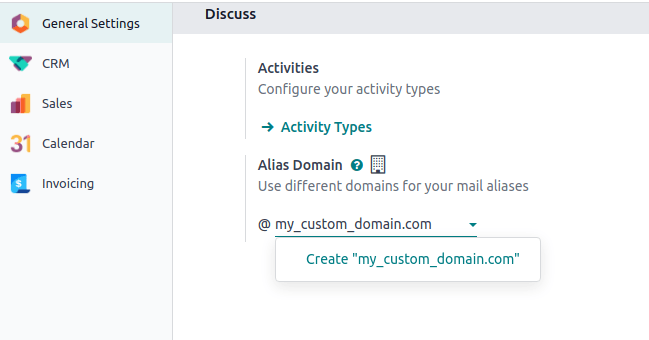 General Settings
CRM
Sales
31 Calendar
$ Invoicing
Discuss
Activities
Configure your activity types
→ Activity Types
Alias Domain ?
Use different domains for your mail aliases
@ my_custom_domain.com
Create "my_custom_domain.com"